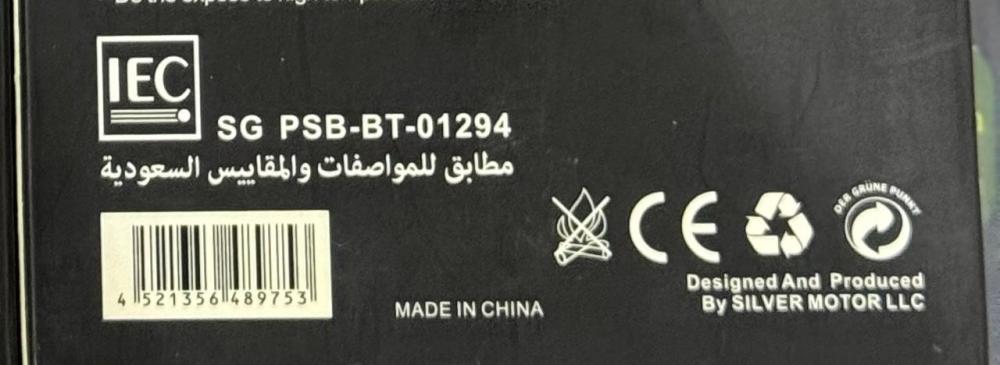 IEC
SG PSB-BT-01294
مطابق للمواصفات والمقاييس السعودية
4 521356 489753
MADE IN CHINA
CE
DER GRÜNE PUNKT
Designed And Produced
By SILVER MOTOR LLC